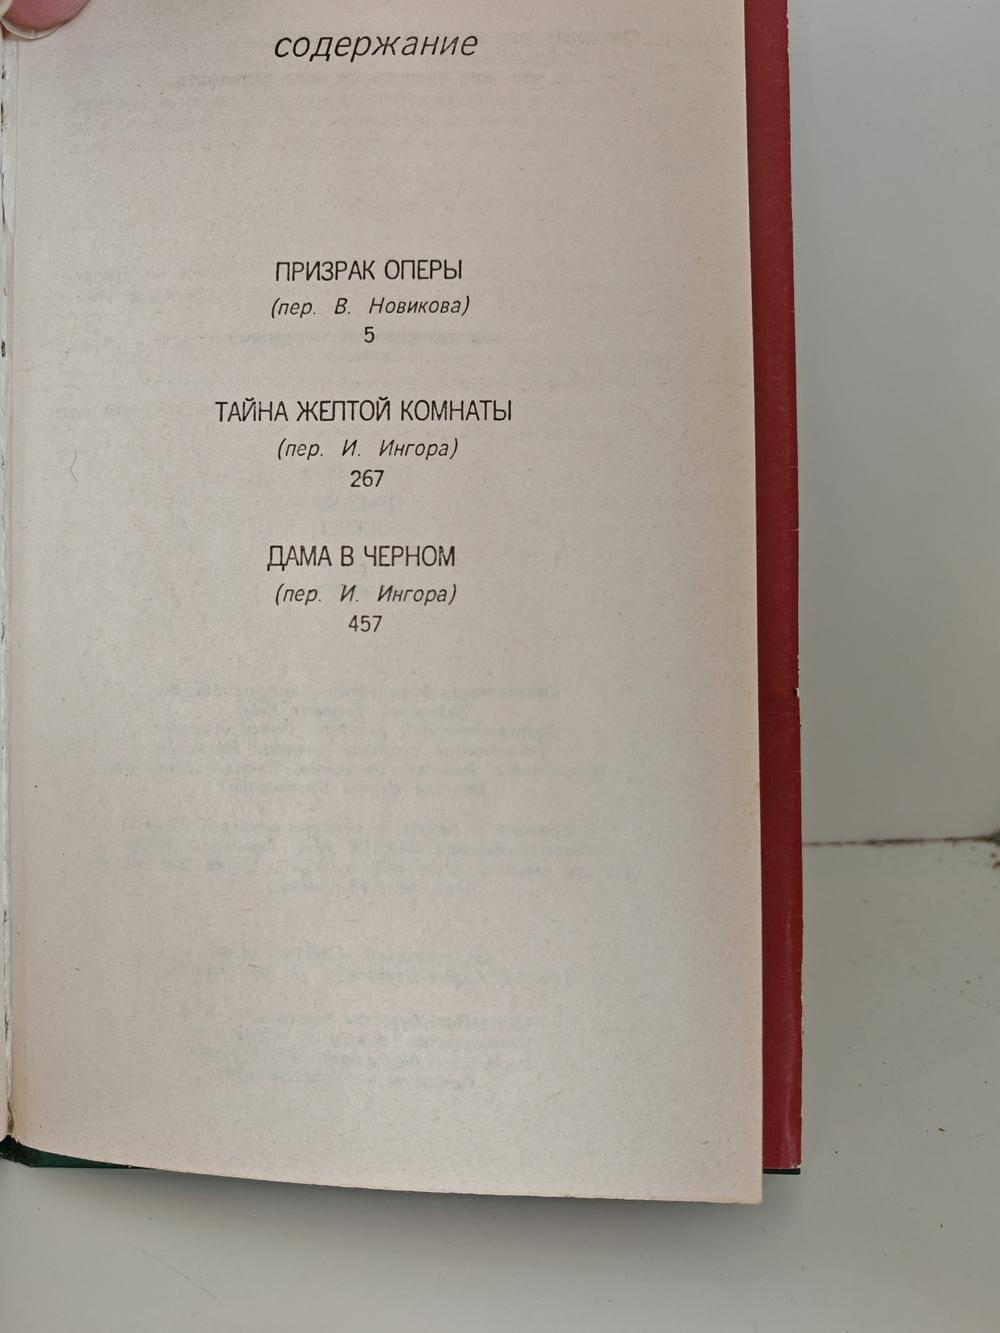 содержание
ПРИЗРАК ОПЕРЫ
(пер. В. Новикова)
5
ТАЙНА ЖЕЛТОЙ КОМНАТЫ
(пер. И. Ингора)
267
ДАМА В ЧЕРНОМ
(пер. И. Ингора)
457